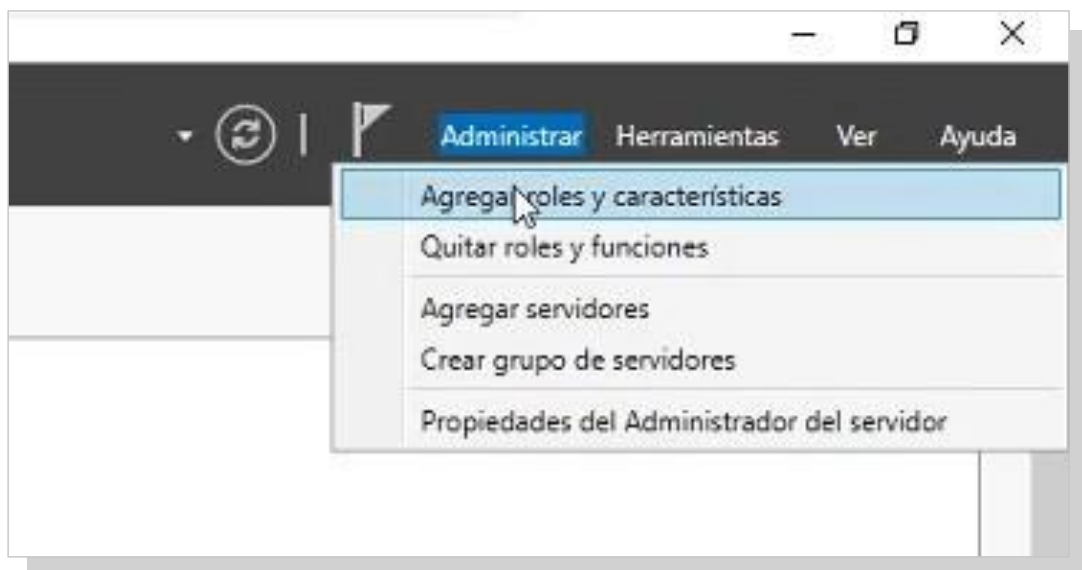 Administrar Herramientas Ver Ayuda
Agregar roles y características
Quitar roles y funciones
Agregar servidores
Crear grupo de servidores
Propiedades del Administrador del servidor